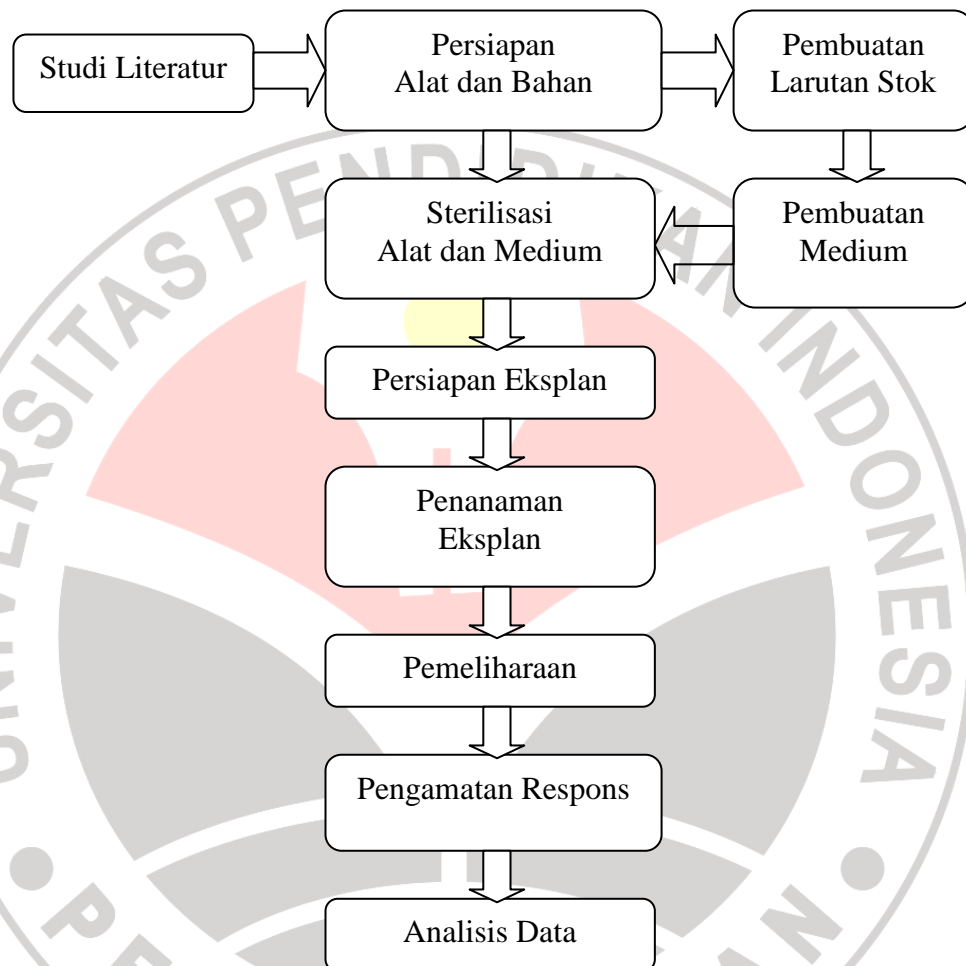 Studi Literatur
Persiapan
Alat dan Bahan
Pembuatan
Larutan Stok
Sterilisasi
Alat dan Medium
Pembuatan
Medium
Persiapan Eksplan
Penanaman
Eksplan
Pemeliharaan
Pengamatan Respons
Analisis Data